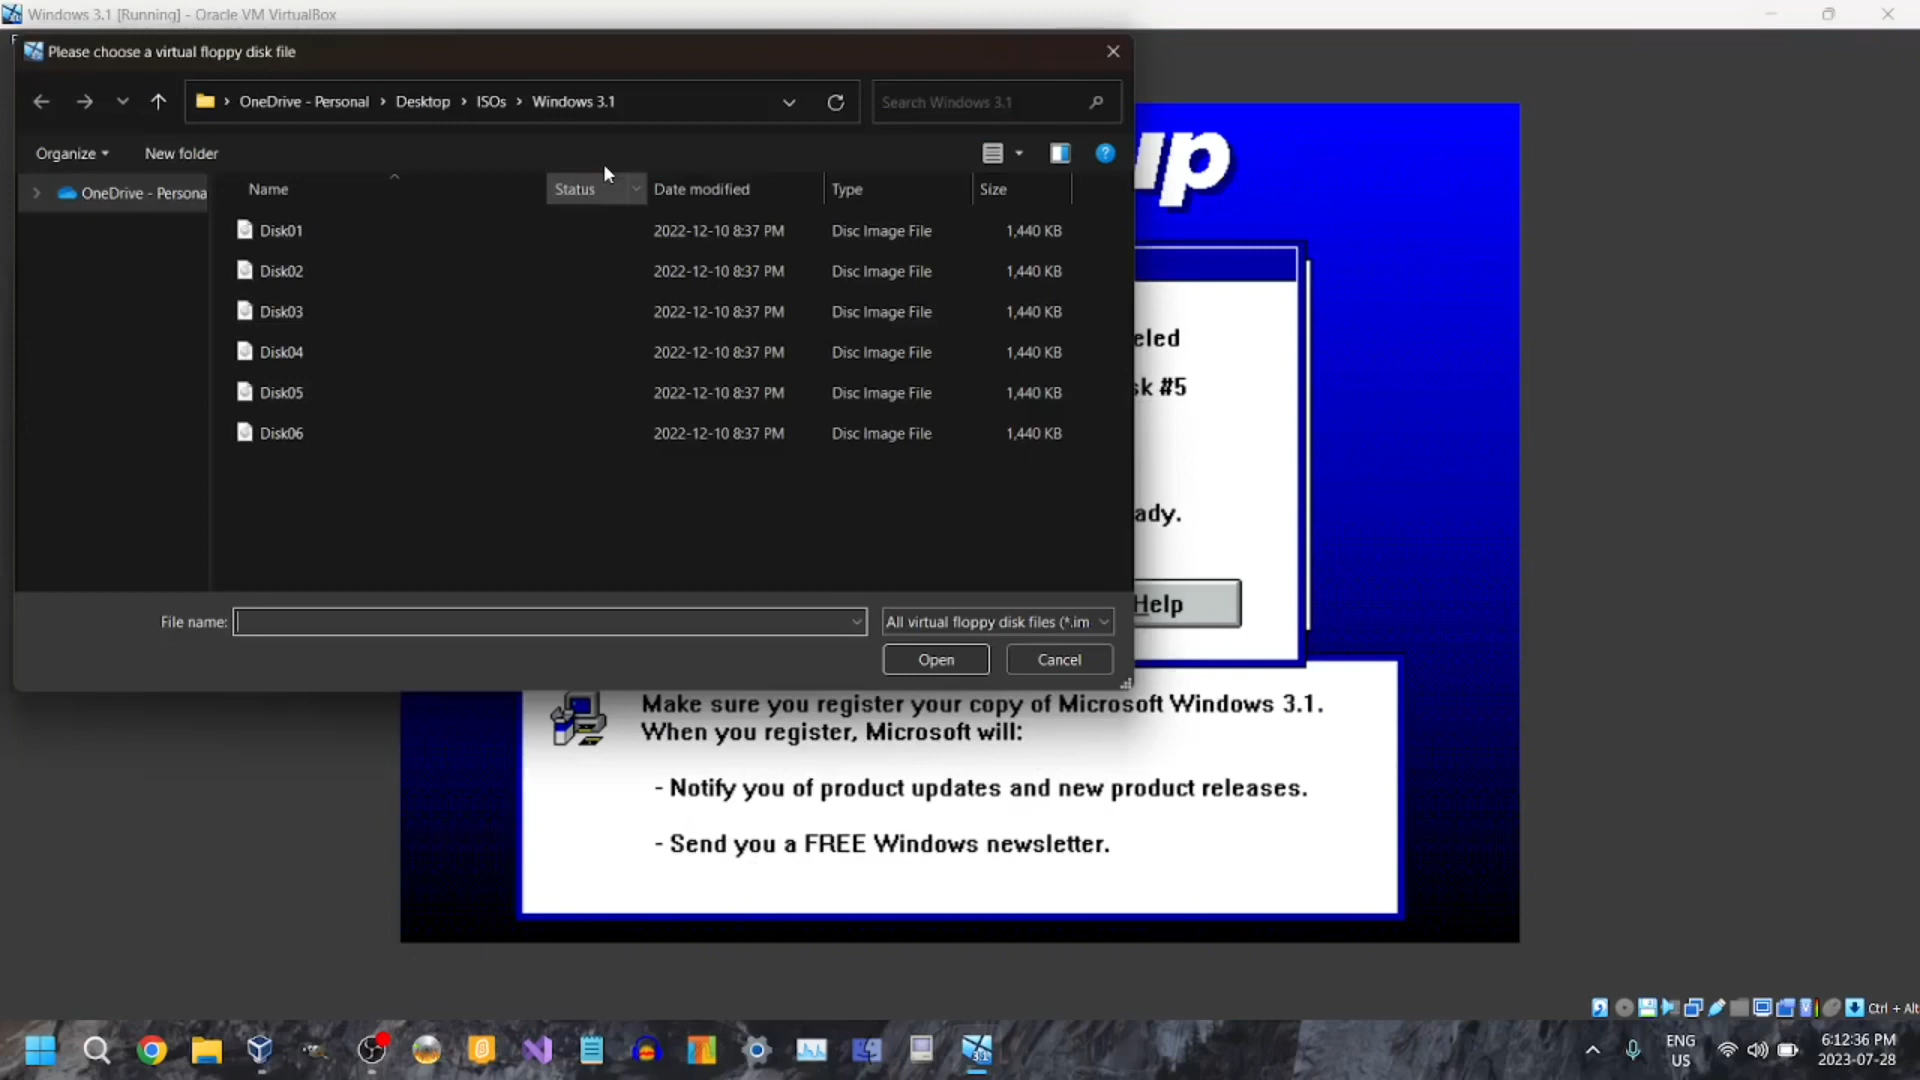 Windows 3.1 [Running] - Oracle VM VirtualBox
Please choose a virtual floppy disk file
OneDrive - Personal > Desktop > ISOs > Windows 3.1
Search Windows 3.1
Organize
New folder
OneDrive - Persona
Name
Status
Date modified
Type
Size
Disk01 2022-12-10 8:37 PM Disc Image File 1,440 KB
Disk02 2022-12-10 8:37 PM Disc Image File 1,440 KB
Disk03 2022-12-10 8:37 PM Disc Image File 1,440 KB
Disk04 2022-12-10 8:37 PM Disc Image File 1,440 KB
Disk05 2022-12-10 8:37 PM Disc Image File 1,440 KB
Disk06 2022-12-10 8:37 PM Disc Image File 1,440 KB
File name:
All virtual floppy disk files (*.im
Open
Cancel
up
eled
sk #5
ady.
Help
Make sure you register your copy of Microsoft Windows 3.1.
When you register, Microsoft will:
- Notify you of product updates and new product releases.
- Send you a FREE Windows newsletter.
Ctrl + Alt
3.1
ENG
US
6:12:36 PM
2023-07-28